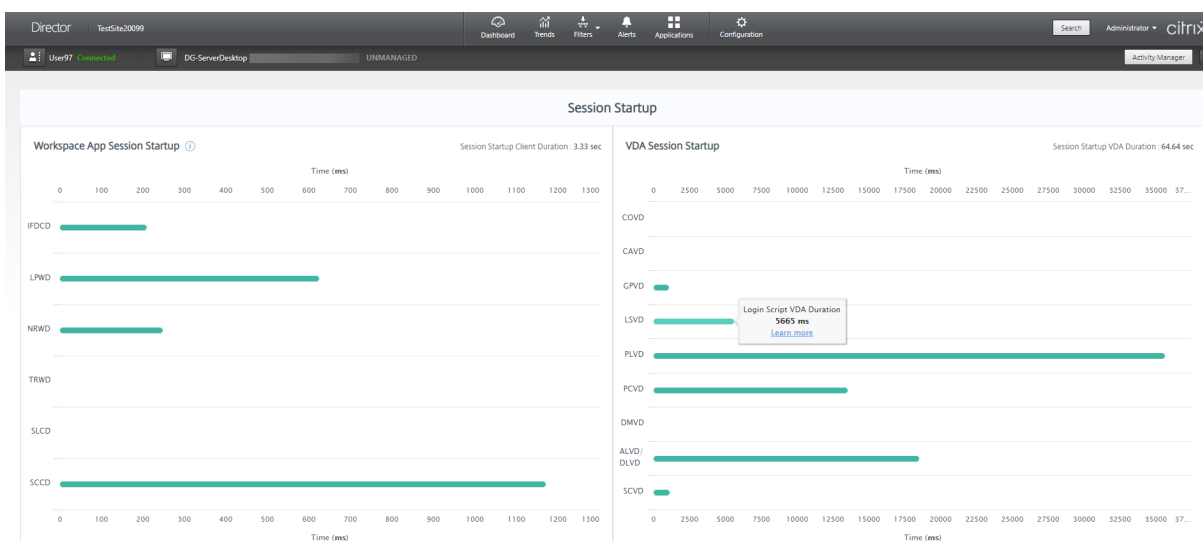 Director TestSite20099
Dashboard Trends Filters Alerts Applications Configuration
Search Administrator citrix
User97 Connected DG-ServerDesktop UNMANAGED Activity Manager
Session Startup
Workspace App Session Startup Session Startup Client Duration : 3.33 sec
Time (ms)
0 100 200 300 400 500 600 700 800 900 1000 1100 1200 1300
IFDCD
LPWD
NRWD
TRWD
SLCD
SCCD
0 100 200 300 400 500 600 700 800 900 1000 1100 1200 1300
Time (ms)
VDA Session Startup Session Startup VDA Duration : 64.64 sec
Time (ms)
0 2500 5000 7500 10000 12500 15000 17500 20000 22500 25000 27500 30000 32500 35000 37...
COVD
CAVD
GPVD
LSVD
Login Script VDA Duration
5665 ms
Learn more
PLVD
PCVD
DMVD
ALVD/
DLVD
SCVD
0 2500 5000 7500 10000 12500 15000 17500 20000 22500 25000 27500 30000 32500 35000 37...
Time (ms)